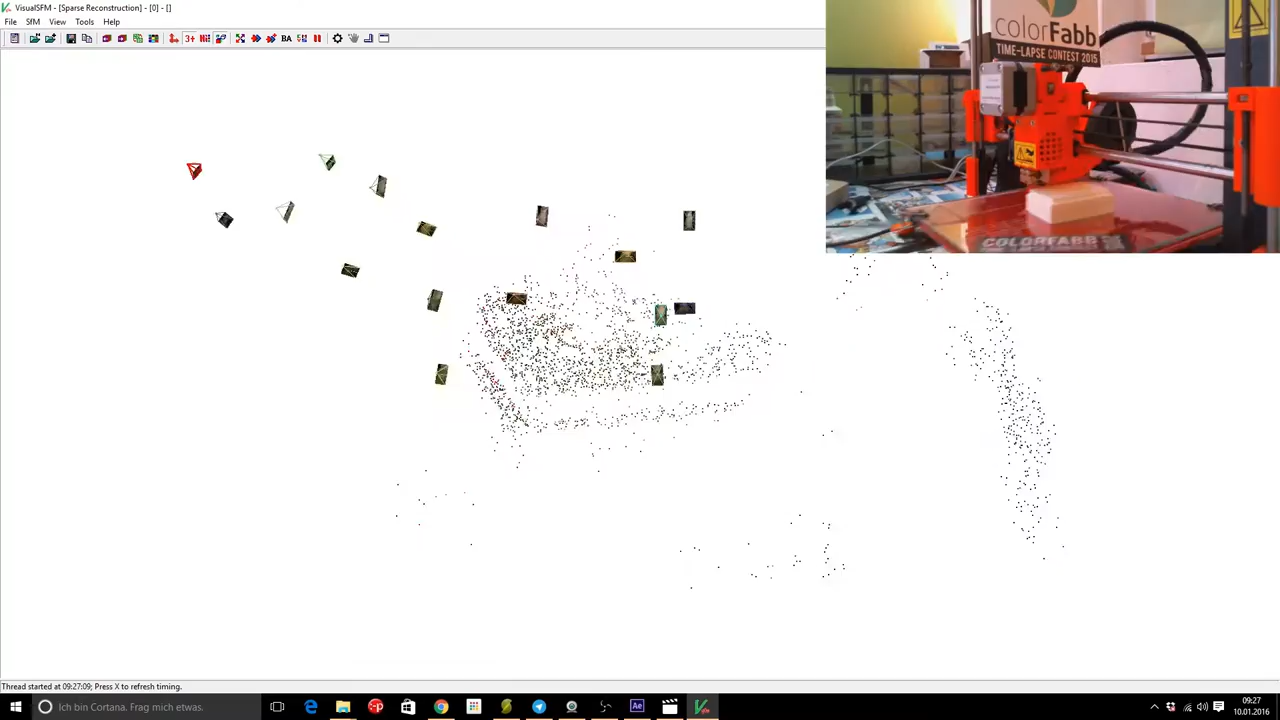 VisualSFM - [Sparse Reconstruction] - [0] - []
File SfM View Tools Help
3+
BA
colorFabb
TIME-LAPSE CONTEST 2015
COLORFABB
Thread started at 09:27:09; Press X to refresh timing.
Ich bin Cortana. Frag mich etwas.
Ae
09:27
10.01.2016